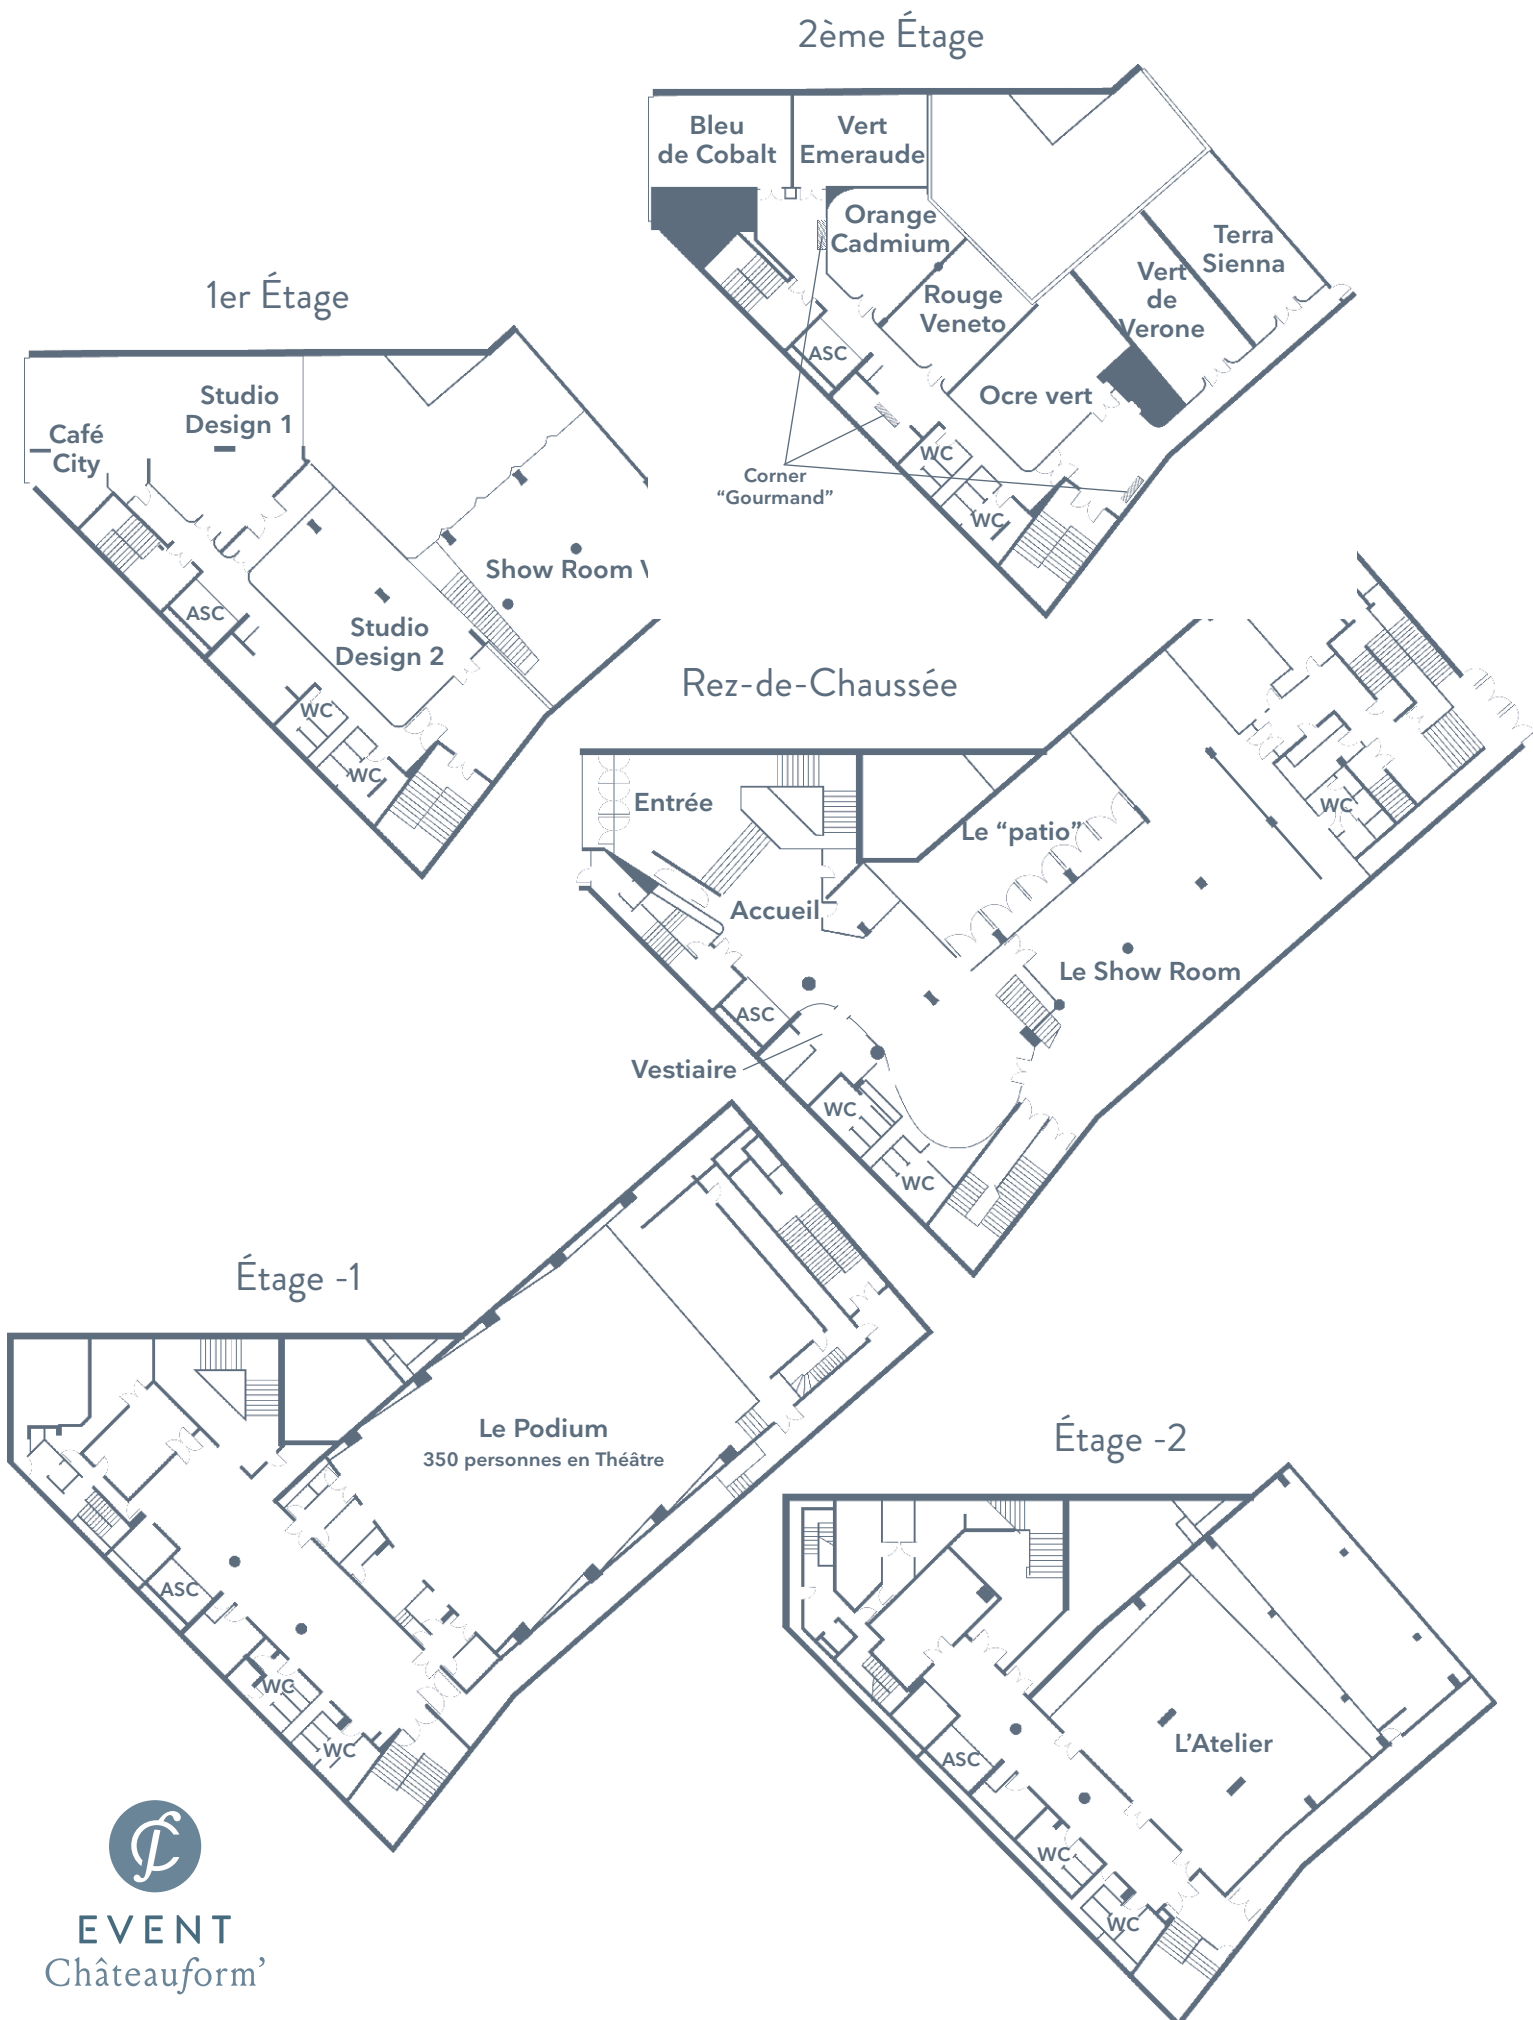 2ème Étage
Bleu
de Cobalt
Vert
Emeraude
Orange
Cadmium
Terra
Sienna
Vert
de
Verone
Rouge
Veneto
ASC
Ocre vert
WC
Corner
“Gourmand”
WC
1er Étage
Studio
Design 1
Café
City
Show Room V
ASC
Studio
Design 2
WC
WC
Rez-de-Chaussée
Entrée
Le “patio”
WC
Accueil
Le Show Room
ASC
Vestiaire
WC
WC
Étage -1
Le Podium
350 personnes en Théâtre
ASC
WC
WC
Étage -2
L’Atelier
ASC
WC
WC
EVENT
Châteauform’